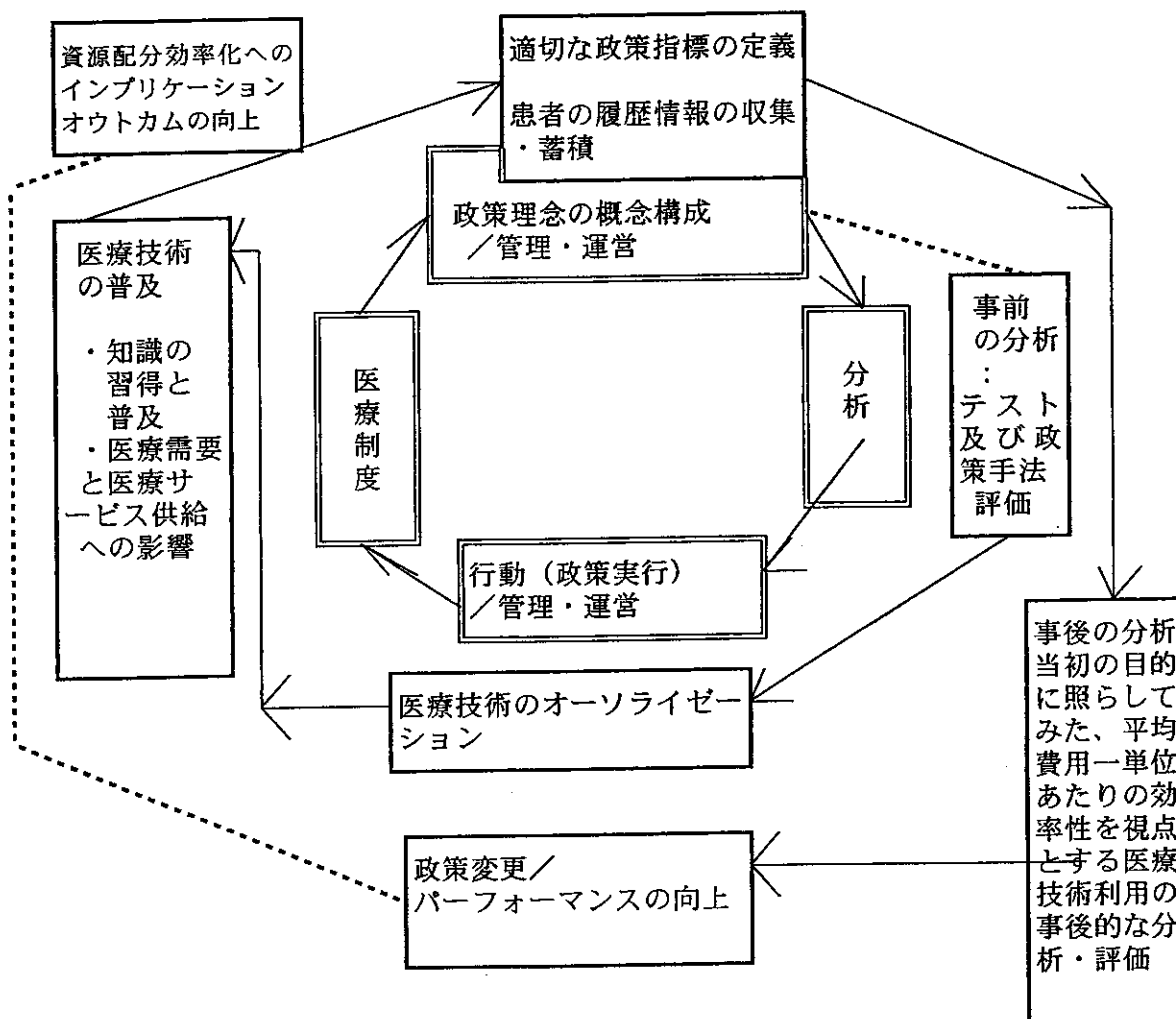 資源配分効率化への
インプリケーション
オウトカムの向上
適切な政策指標の定義
患者の履歴情報の収集
・蓄積
政策理念の概念構成
／管理・運営
医療技術
の普及
・知識の
習得と
普及
・医療需要
と医療サ
ービス供給
への影響
医療制度
分析
事前
の分析
：
テスト
及び政
策手法
評価
行動（政策実行）
／管理・運営
医療技術のオーソライゼー
ション
政策変更／
パーフォーマンスの向上
事後の分析
当初の目的
に照らして
みた、平均
費用一単位
あたりの効
率性を視点
とする医療
技術利用の
事後的な分
析・評価